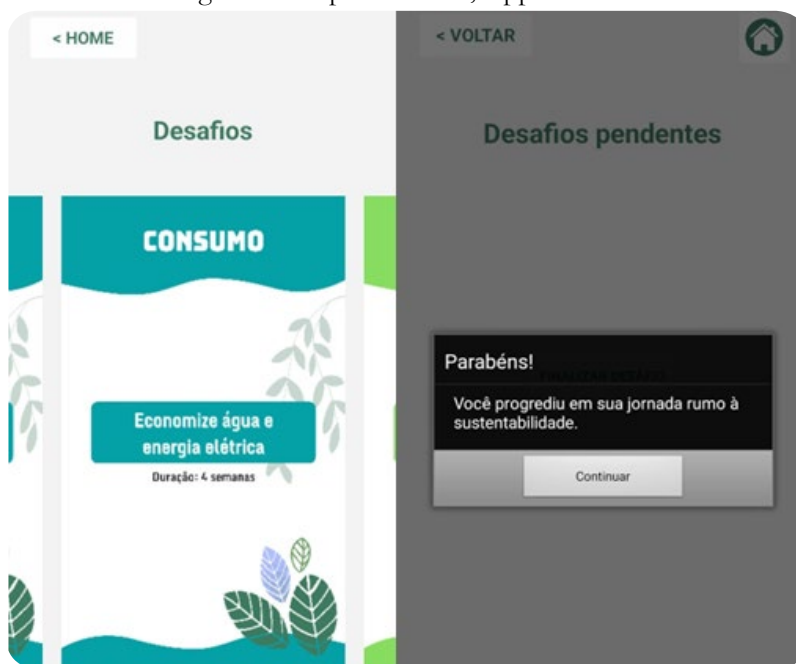 < HOME
Desafios
CONSUMO
Economize água e
energia elétrica
Duração: 4 semanas
< VOLTAR
Desafios pendentes
Parabéns!
Você progrediu em sua jornada rumo à
sustentabilidade.
Continuar